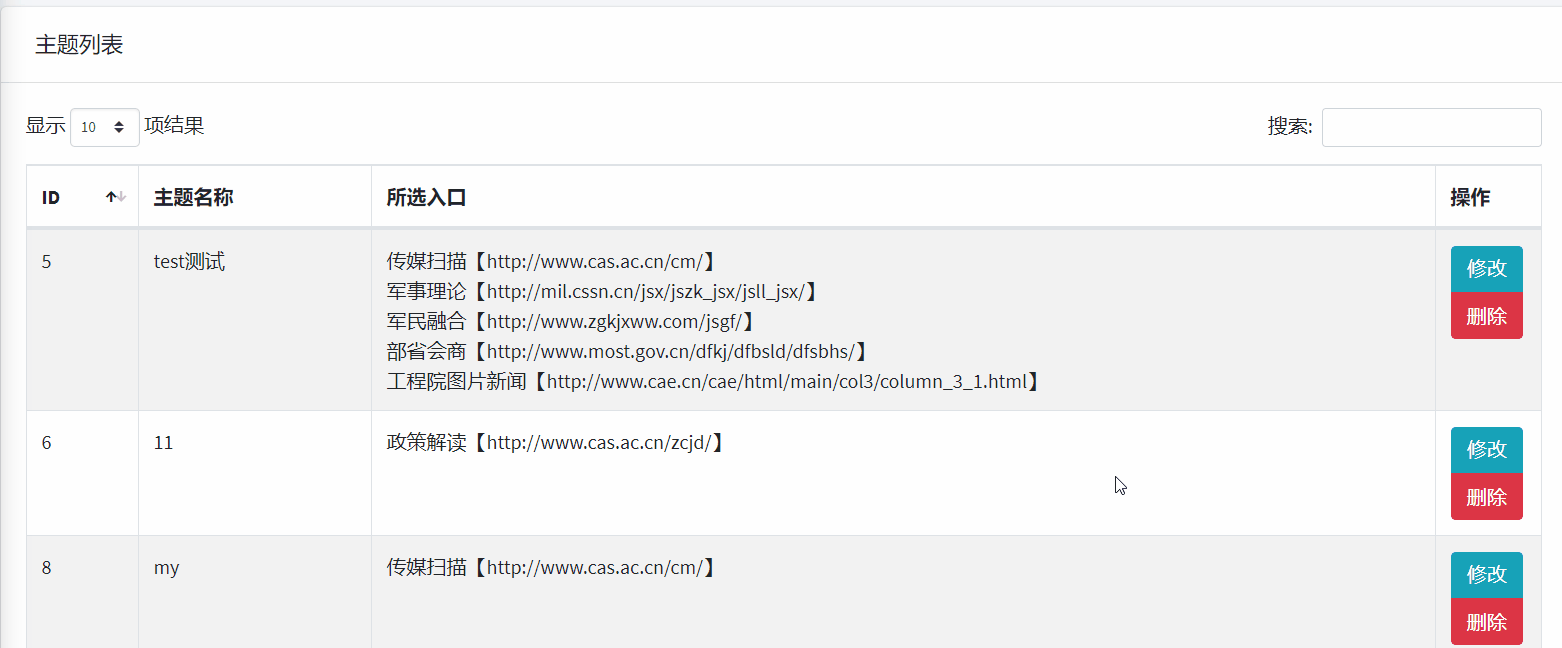 主题列表
显示 10 项结果 搜索:
ID 主题名称 所选入口 操作
5 test测试 传媒扫描【http://www.cas.ac.cn/cm/】 修改
军事理论【http://mil.cssn.cn/jsx/jszk_jsx/jsll_jsx/】
军民融合【http://www.zgkjxww.com/jsgf/】 删除
部省会商【http://www.most.gov.cn/dfkj/dfbsld/dfsbhs/】
工程院图片新闻【http://www.cae.cn/cae/html/main/col3/column_3_1.html】
6 11 政策解读【http://www.cas.ac.cn/zcjd/】 修改
删除
8 my 传媒扫描【http://www.cas.ac.cn/cm/】 修改
删除